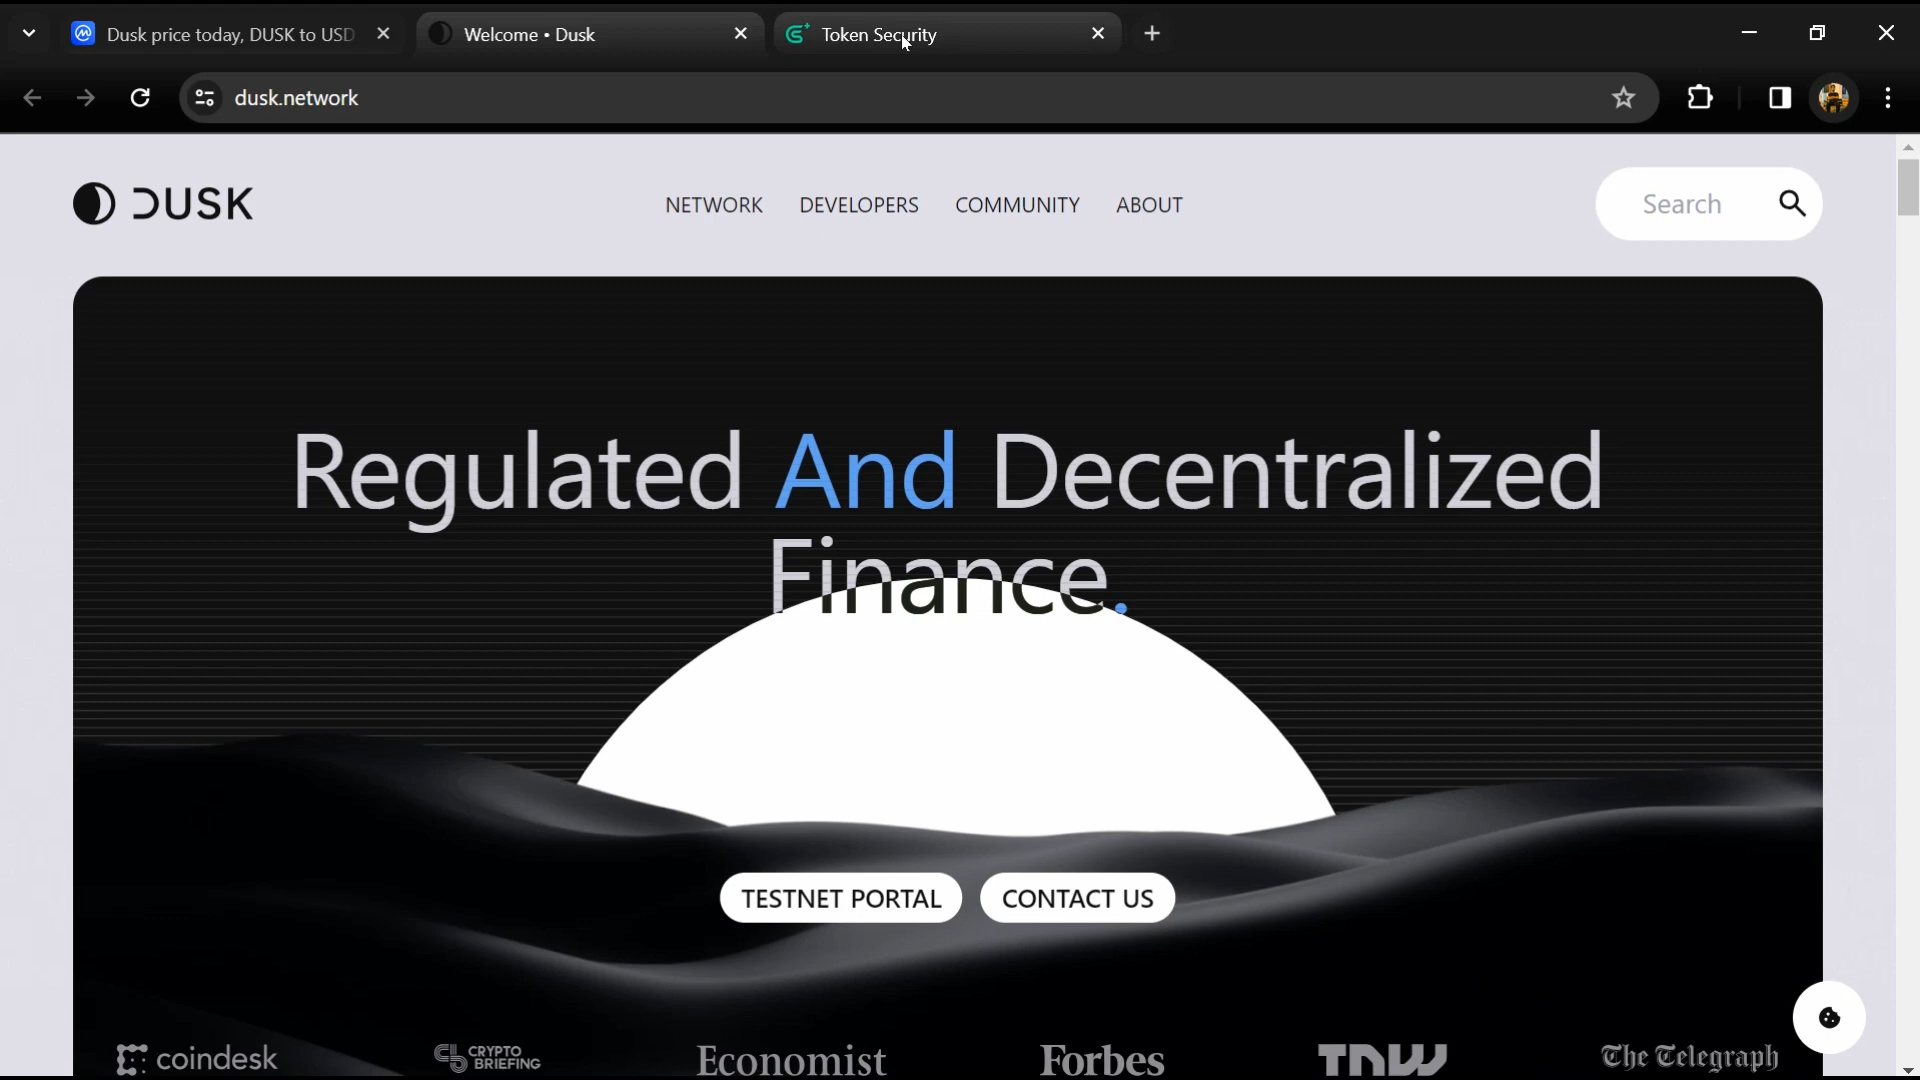 Dusk price today, DUSK to USD
Welcome • Dusk
Token Security
dusk.network
DUSK
NETWORK
DEVELOPERS
COMMUNITY
ABOUT
Search
Regulated And Decentralized
Finance.
TESTNET PORTAL
CONTACT US
coindesk
CRYPTO
BRIEFING
Economist
Forbes
TNW
The Telegraph